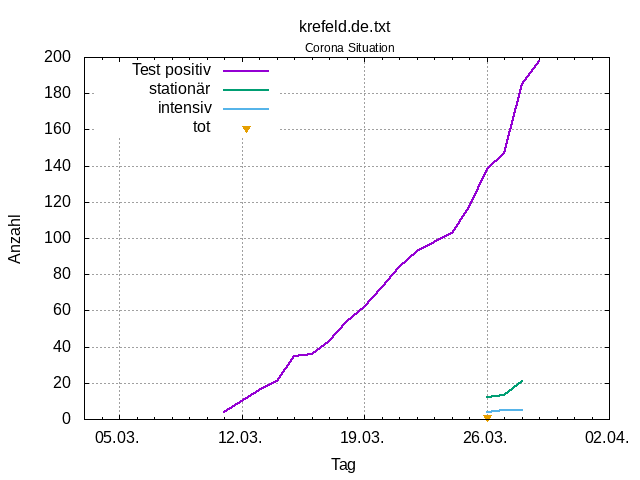 krefeld.de.txt
Corona Situation
200
180
160
140
120
100
80
60
40
20
0
Anzahl
Test positiv
stationär
intensiv
tot
05.03. 12.03. 19.03. 26.03. 02.04.
Tag